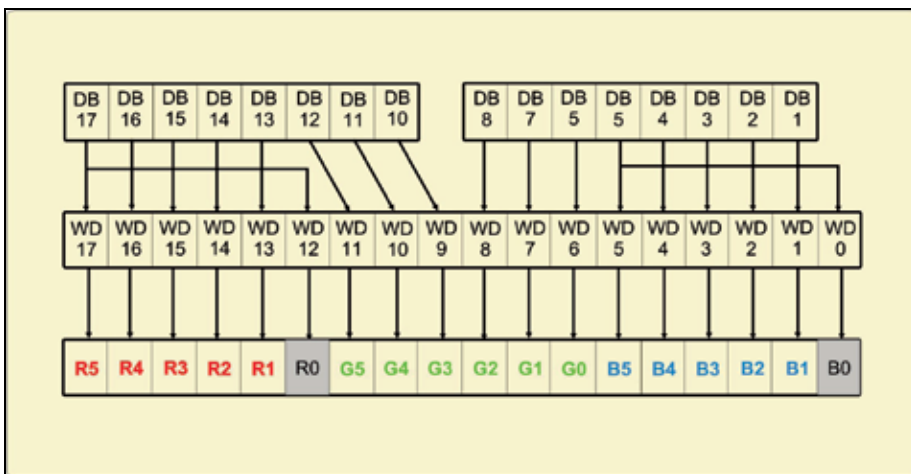 DB DB DB DB DB DB DB DB DB DB DB DB DB DB DB DB
17 16 15 14 13 12 11 10 8 7 5 5 4 3 2 1
WD WD WD WD WD WD WD WD WD WD WD WD WD WD WD WD WD WD
17 16 15 14 13 12 11 10 9 8 7 6 5 4 3 2 1 0
R5 R4 R3 R2 R1 R0 G5 G4 G3 G2 G1 G0 B5 B4 B3 B2 B1 B0